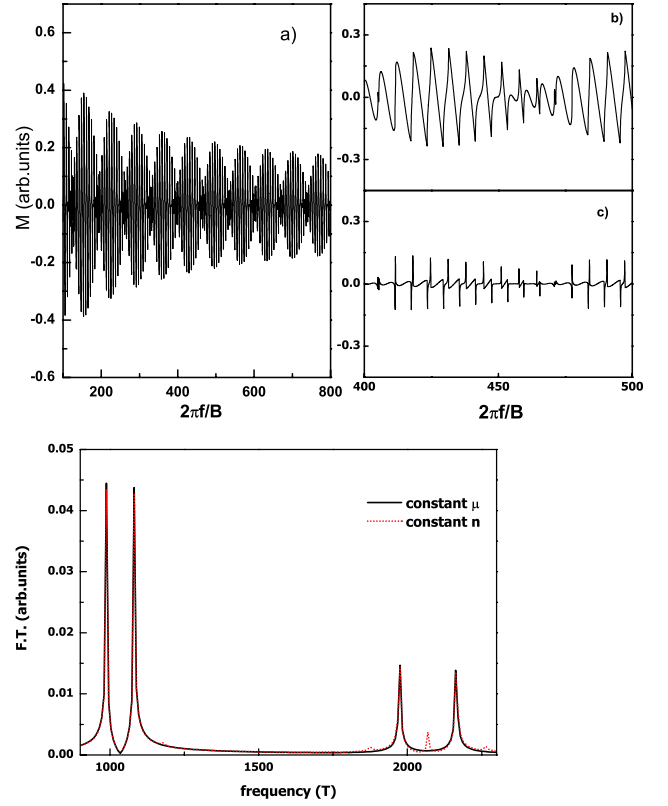 a)
0.6
0.4
0.2
0.0
-0.2
-0.4
-0.6
M (arb.units)
200 400 600 800
2πf/B
b)
0.3
0.0
-0.3
c)
0.3
0.0
-0.3
400 450 500
2πf/B
0.05
0.04
0.03
0.02
0.01
0.00
F.T. (arb.units)
constant μ
constant n
1000 1500 2000
frequency (T)